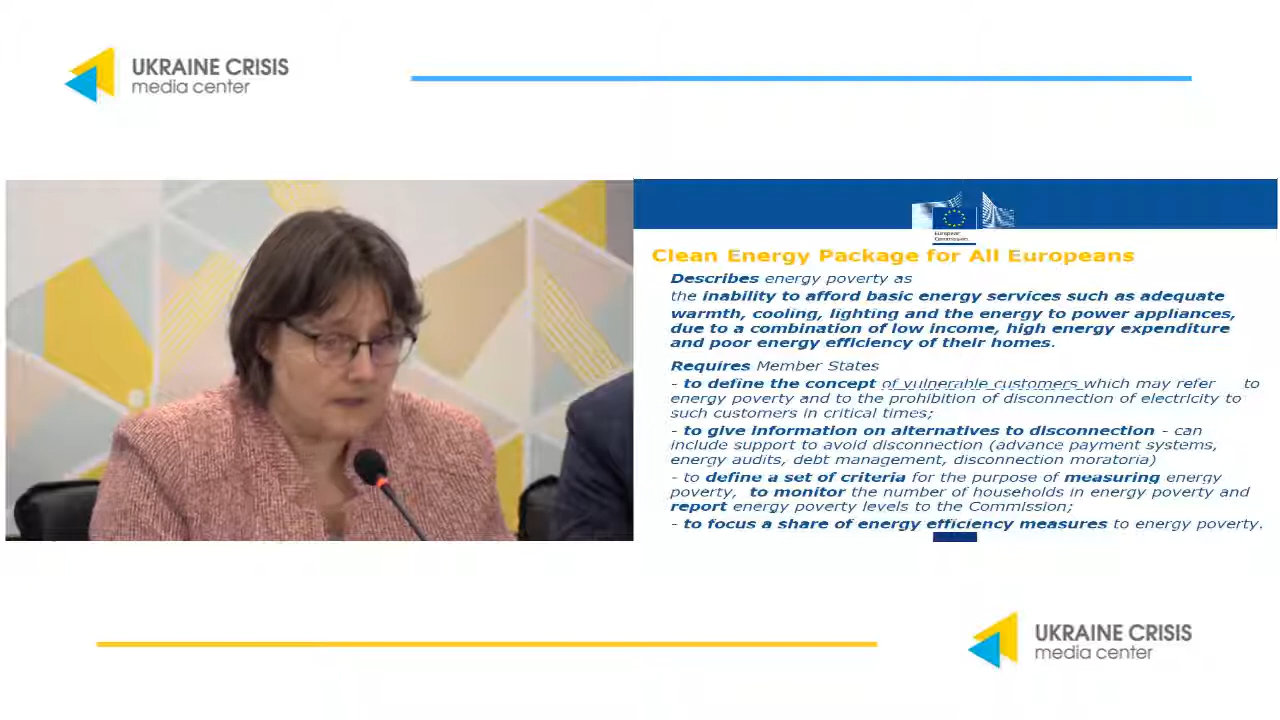 UKRAINE CRISIS
media center
European
Commission
Clean Energy Package for All Europeans
Describes energy poverty as
the inability to afford basic energy services such as adequate
warmth, cooling, lighting and the energy to power appliances,
due to a combination of low income, high energy expenditure
and poor energy efficiency of their homes.
Requires Member States
- to define the concept of vulnerable customers which may refer to
energy poverty and to the prohibition of disconnection of electricity to
such customers in critical times;
- to give information on alternatives to disconnection - can
include support to avoid disconnection (advance payment systems,
energy audits, debt management, disconnection moratoria)
- to define a set of criteria for the purpose of measuring energy
poverty, to monitor the number of households in energy poverty and
report energy poverty levels to the Commission;
- to focus a share of energy efficiency measures to energy poverty.
UKRAINE CRISIS
media center